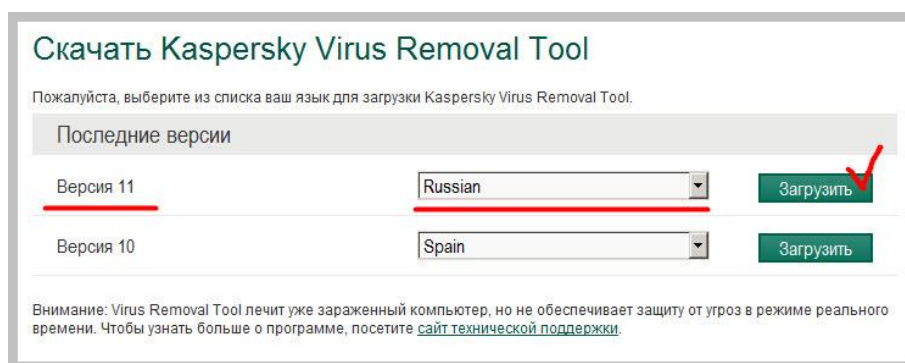 Скачать Kaspersky Virus Removal Tool
Пожалуйста, выберите из списка ваш язык для загрузки Kaspersky Virus Removal Tool.
Последние версии
Версия 11 Russian Загрузить
Версия 10 Spain Загрузить
Внимание: Virus Removal Tool лечит уже зараженный компьютер, но не обеспечивает защиту от угроз в режиме реального
времени. Чтобы узнать больше о программе, посетите сайт технической поддержки.